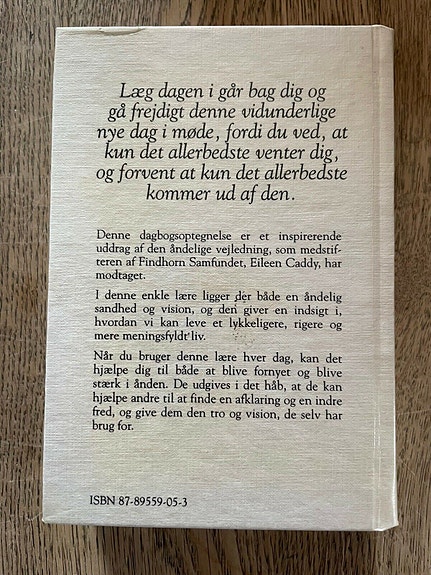 Læg dagen i går bag dig og
gå frejdigt denne vidunderlige
nye dag i møde, fordi du ved, at
kun det allerbedste venter dig,
og forvent at kun det allerbedste
kommer ud af den.
Denne dagbogsoptegnelse er et inspirerende
uddrag af den åndelige vejledning, som medstif-
teren af Findhorn Samfundet, Eileen Caddy, har
modtaget.
I denne enkle lære ligger der både en åndelig
sandhed og vision, og den giver en indsigt i,
hvordan vi kan leve et lykkeligere, rigere og
mere meningsfyldt liv.
Når du bruger denne lære hver dag, kan det
hjælpe dig til både at blive fornyet og blive
stærk i ånden. De udgives i det håb, at de kan
hjælpe andre til at finde en afklaring og en indre
fred, og give dem den tro og vision, de selv har
brug for.
ISBN 87-89559-05-3